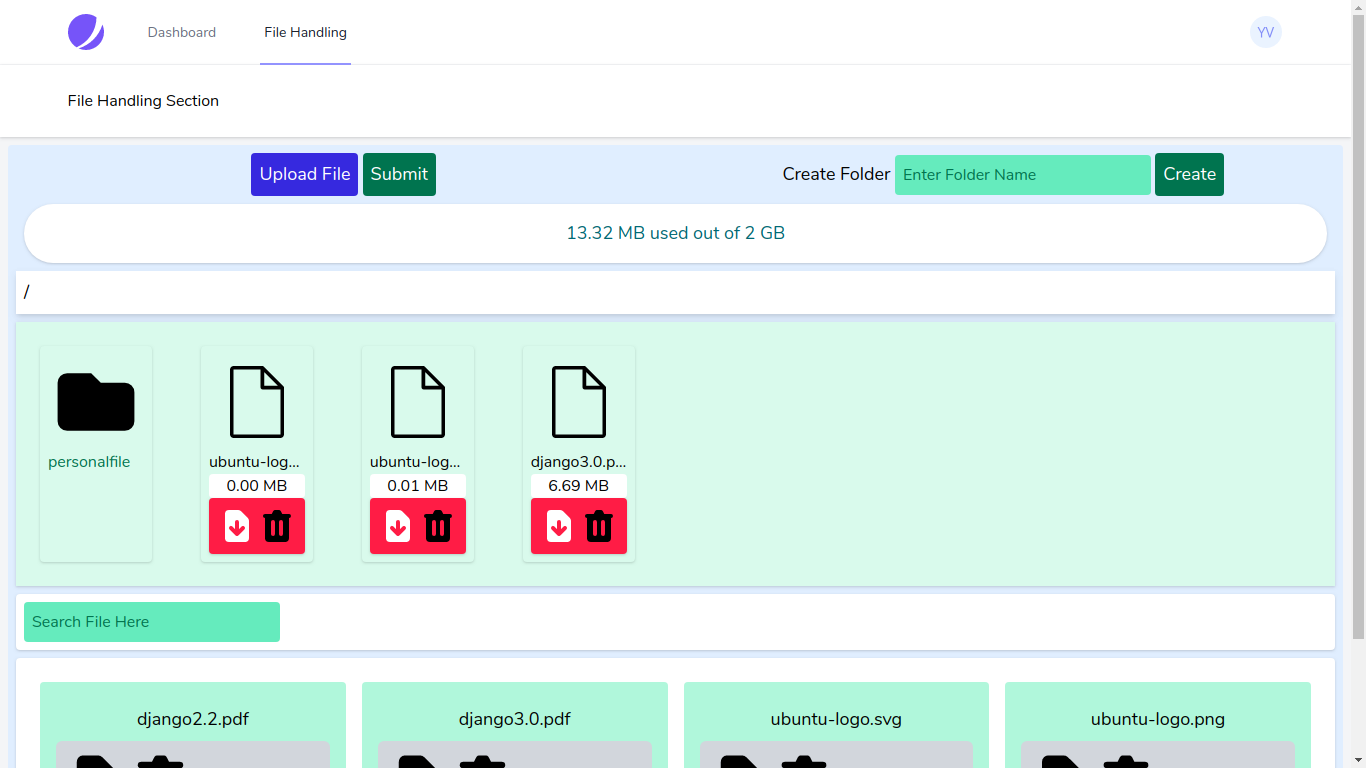 Dashboard
File Handling
YV
File Handling Section
Upload File
Submit
Create Folder
Enter Folder Name
Create
13.32 MB used out of 2 GB
/
personalfile
ubuntu-log...
0.00 MB
ubuntu-log...
0.01 MB
django3.0.p...
6.69 MB
Search File Here
django2.2.pdf
django3.0.pdf
ubuntu-logo.svg
ubuntu-logo.png